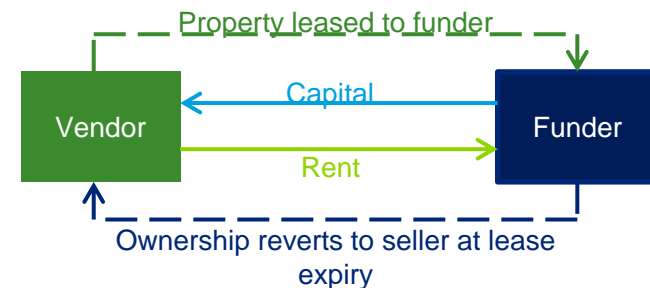 Property leased to funder
Capital
Vendor
Funder
Rent
Ownership reverts to seller at lease
expiry